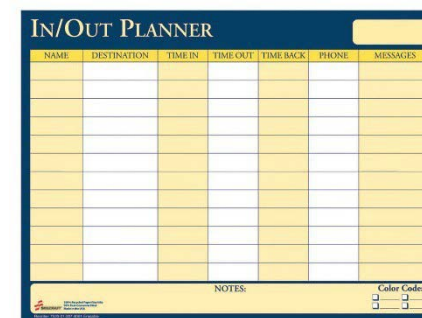 IN/OUT PLANNER
NAME DESTINATION TIME IN TIME OUT TIME BACK PHONE MESSAGES
NOTES:
Color Code